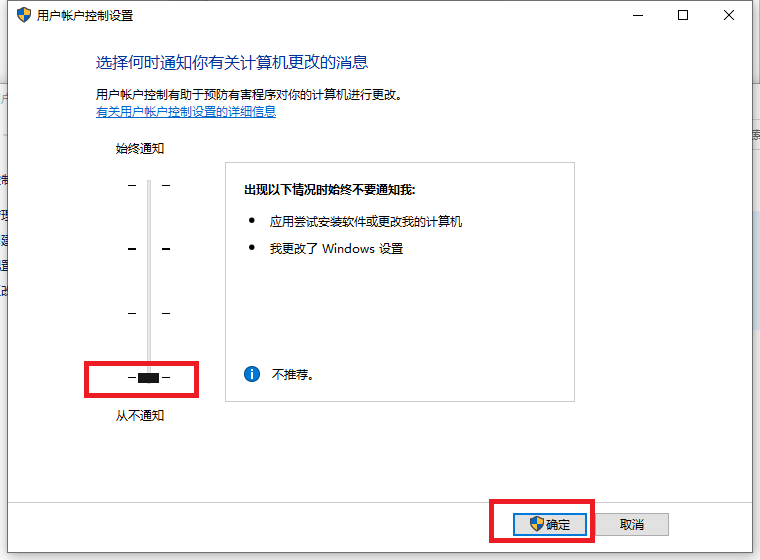 用户帐户控制设置
选择何时通知你有关计算机更改的消息
用户帐户控制有助于预防有害程序对你的计算机进行更改。
有关用户帐户控制设置的详细信息
始终通知
出现以下情况时始终不要通知我:
应用尝试安装软件或更改我的计算机
我更改了 Windows 设置
不推荐。
从不通知
确定
取消